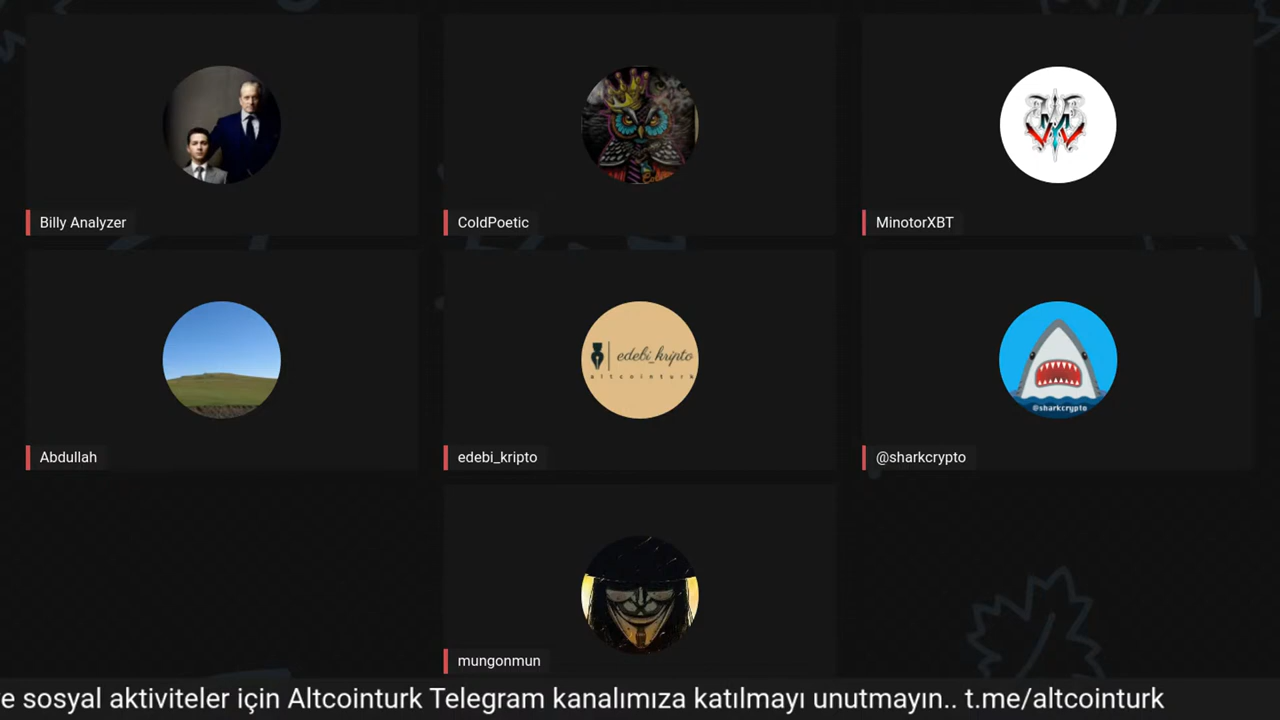 Billy Analyzer
ColdPoetic
MinotorXBT
edebi_kripto
altcointurk
@sharkcrypto
Abdullah
edebi_kripto
@sharkcrypto
mungonmun
e sosyal aktiviteler için Altcointurk Telegram kanalımıza katılmayı unutmayın.. t.me/altcointurk